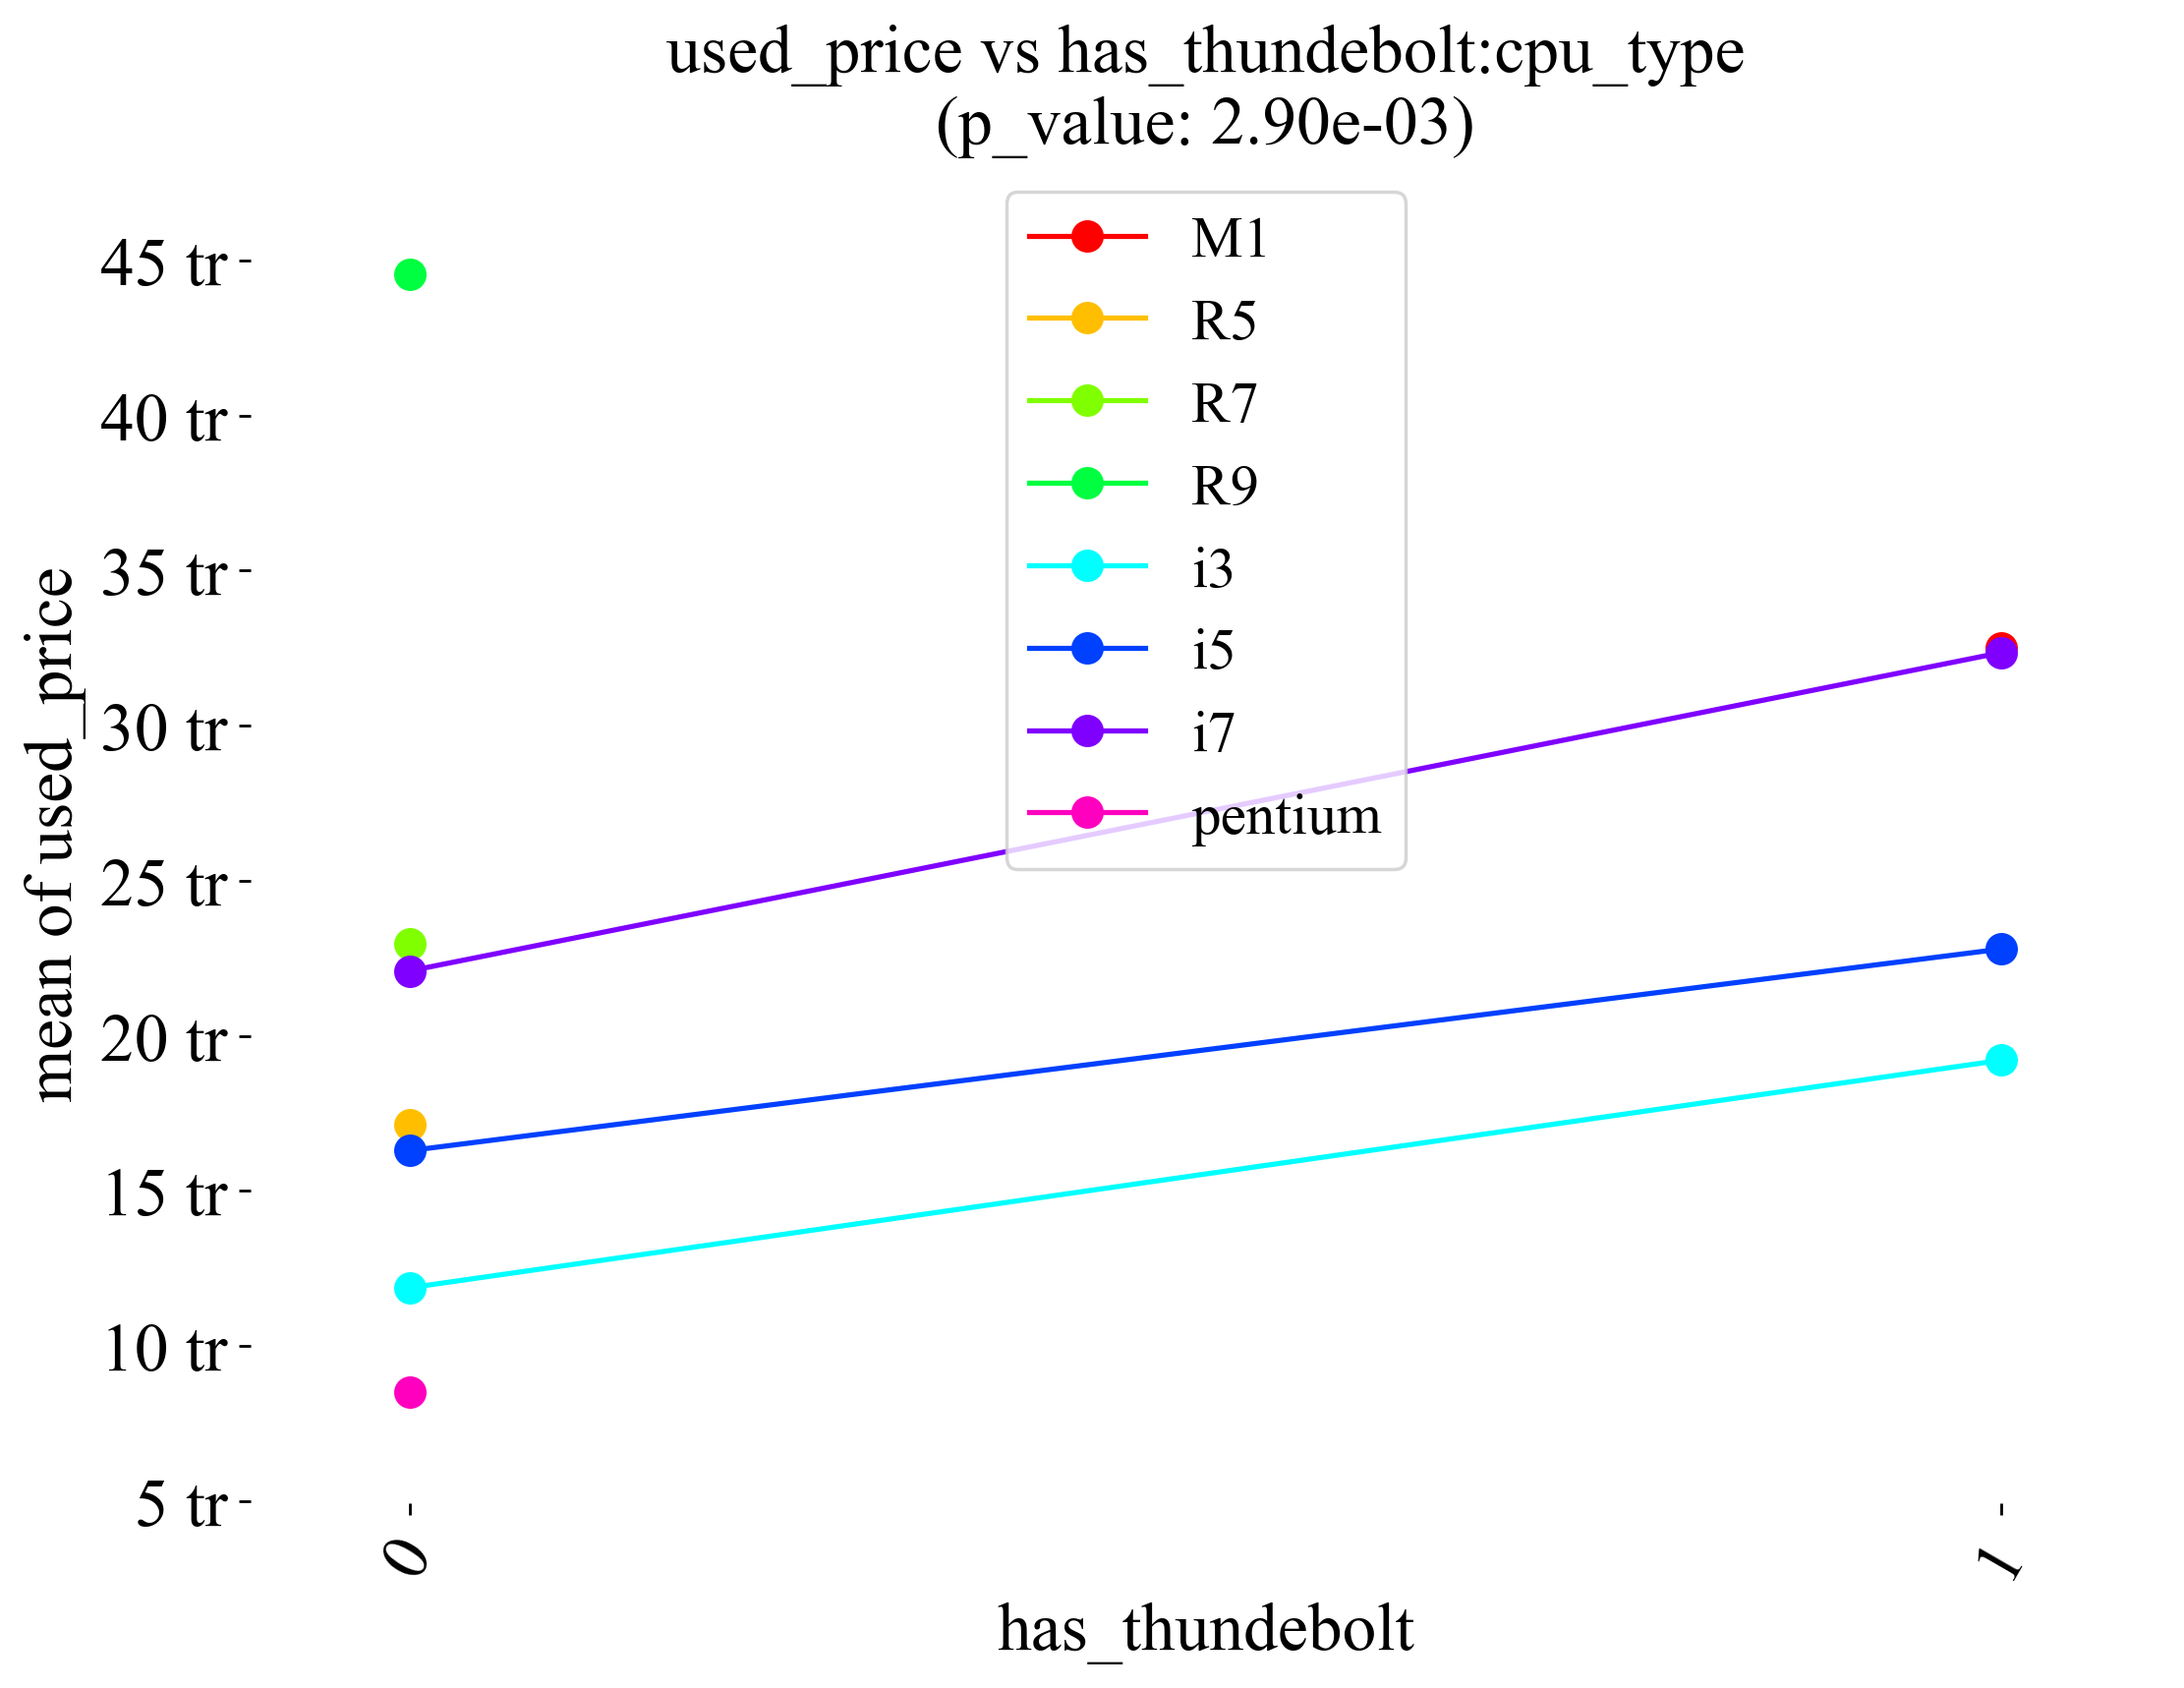 used_price vs has_thundebolt:cpu_type
(p_value: 2.90e-03)
M1
R5
R7
R9
i3
i5
i7
pentium
mean of used_price
45 tr
40 tr
35 tr
30 tr
25 tr
20 tr
15 tr
10 tr
5 tr
0
1
has_thundebolt